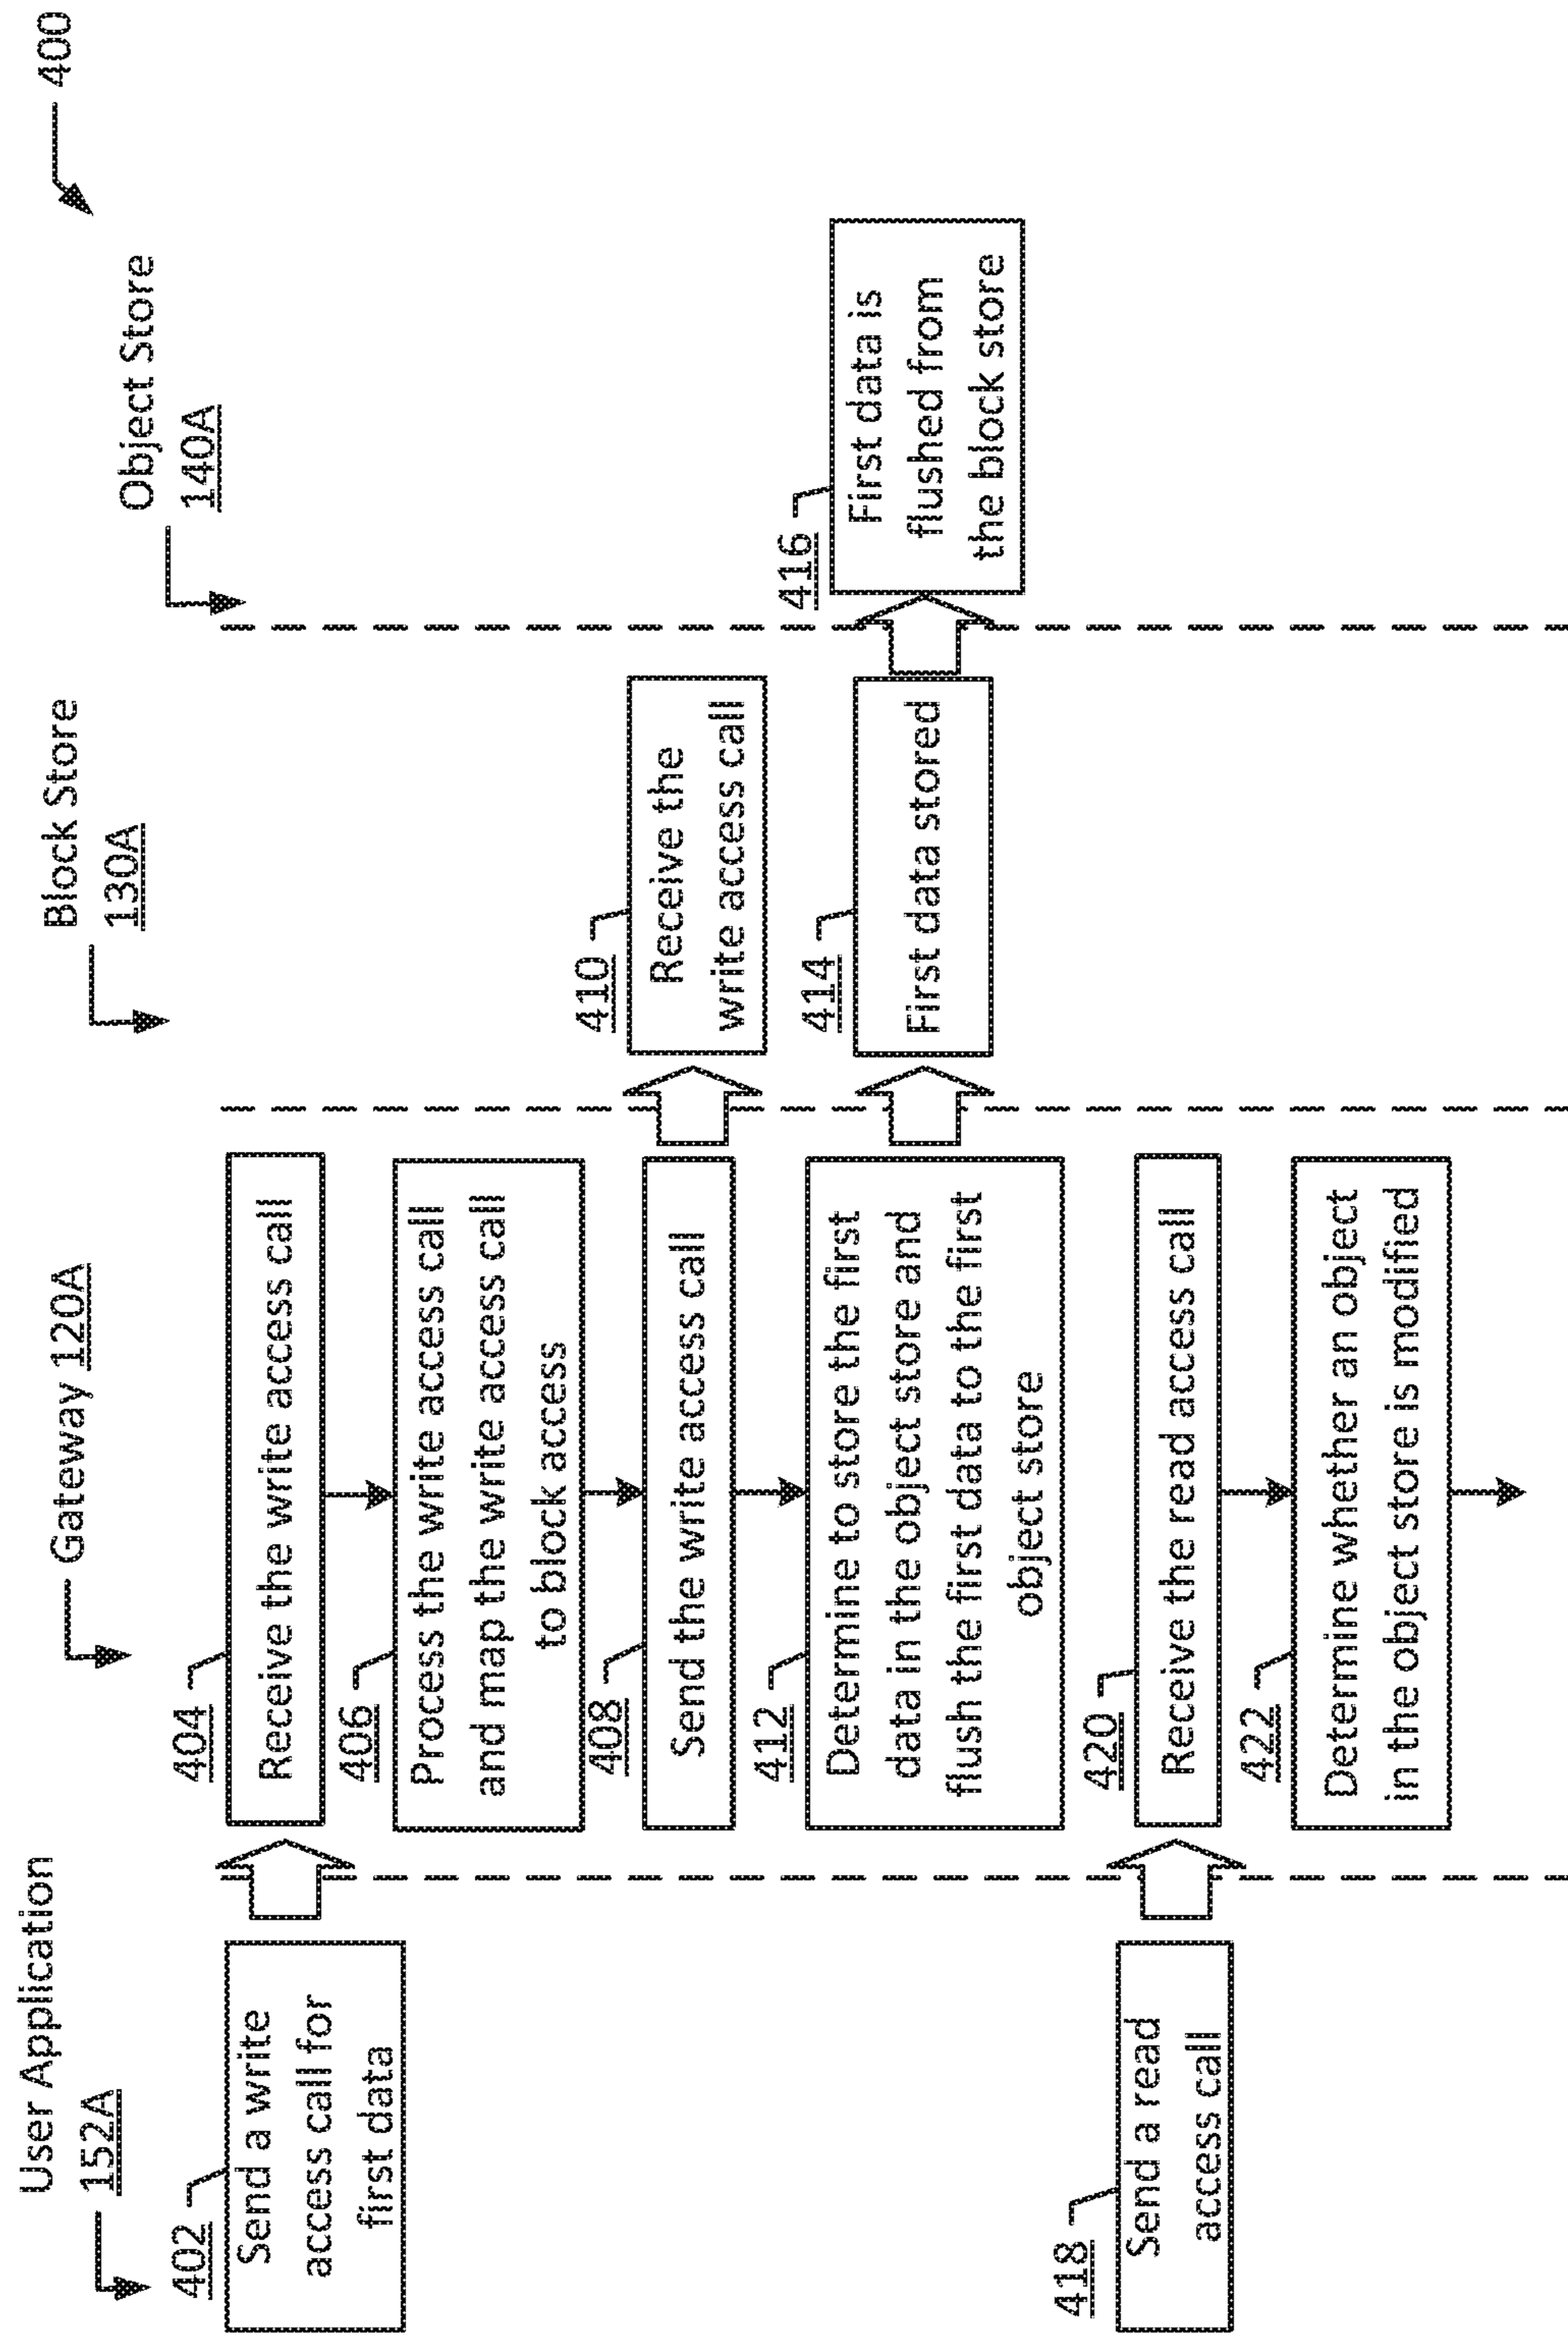 400
User Application
152A
Gateway 120A
Block Store
130A
Object Store
140A
402
Send a write
access call for
first data
404
Receive the write access call
406
Process the write access call
and map the write access call
to block access
408
Send the write access call
410
Receive the
write access call
412
Determine to store the first
data in the object store and
flush the first data to the first
object store
414
First data stored
416
First data is
flushed from
the block store
418
Send a read
access call
420
Receive the read access call
422
Determine whether an object
in the object store is modified